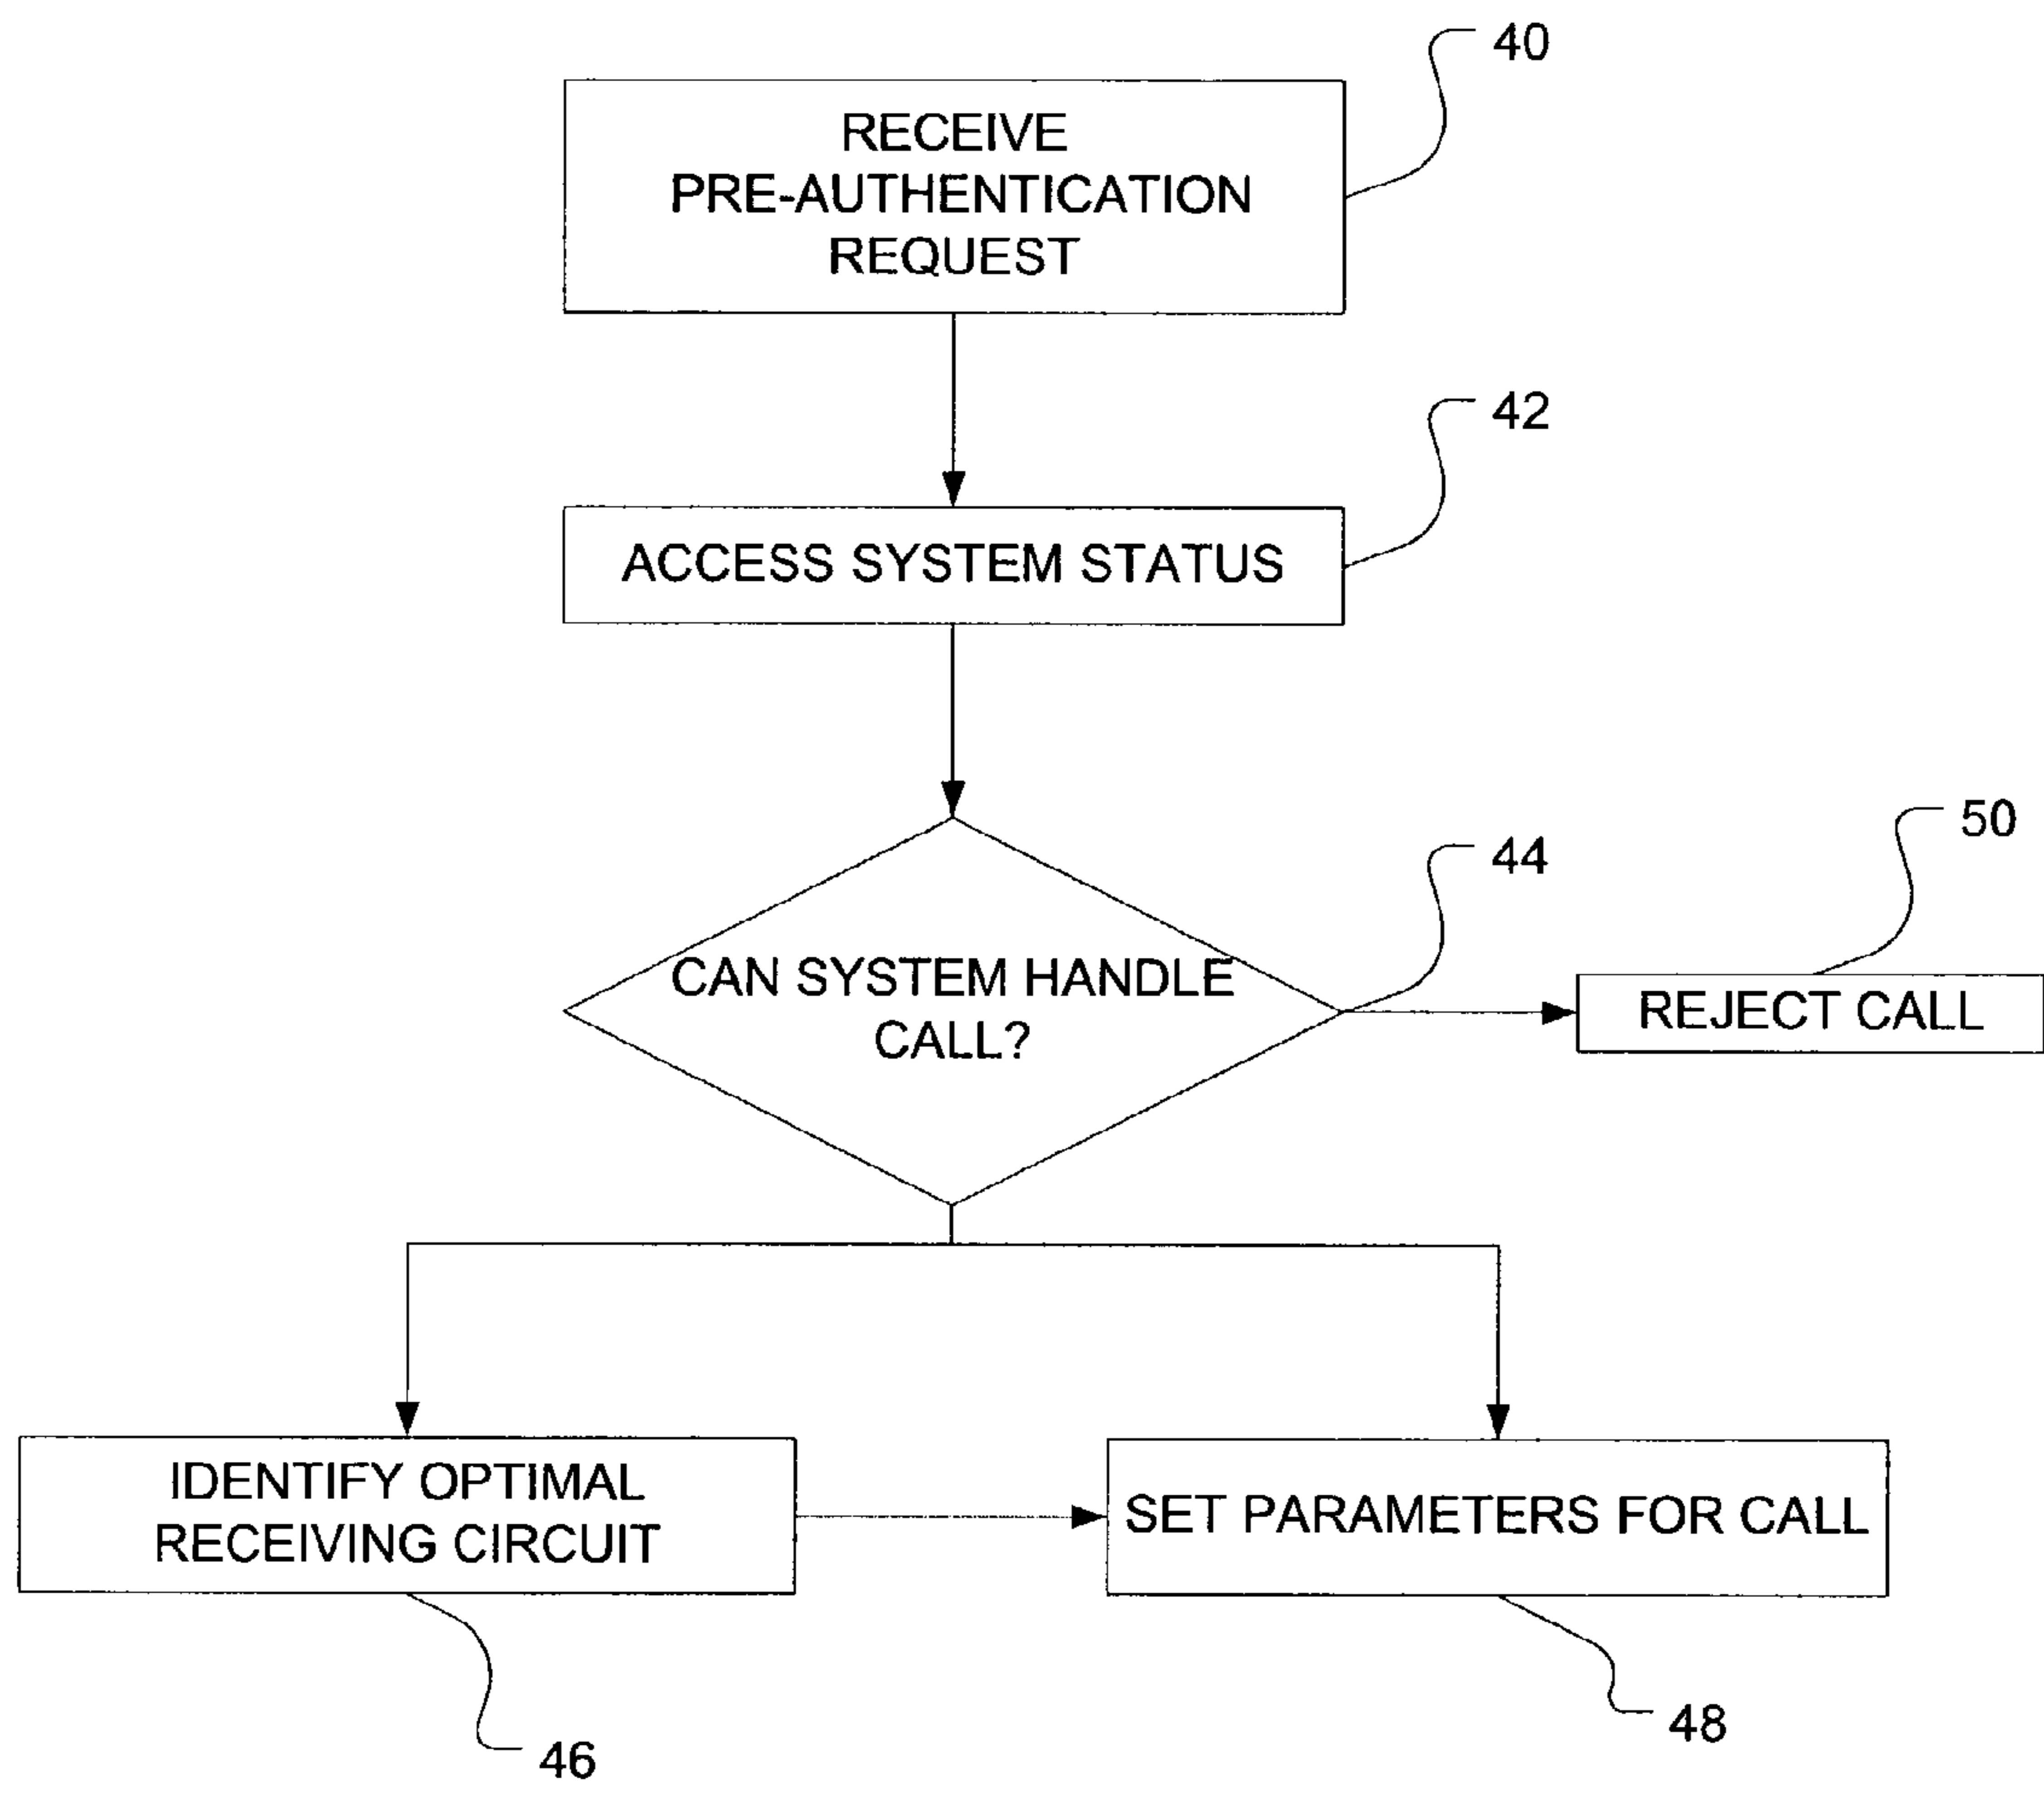 40
RECEIVE
PRE-AUTHENTICATION
REQUEST
42
ACCESS SYSTEM STATUS
50
44
CAN SYSTEM HANDLE
CALL?
REJECT CALL
IDENTIFY OPTIMAL
RECEIVING CIRCUIT
SET PARAMETERS FOR CALL
46
48